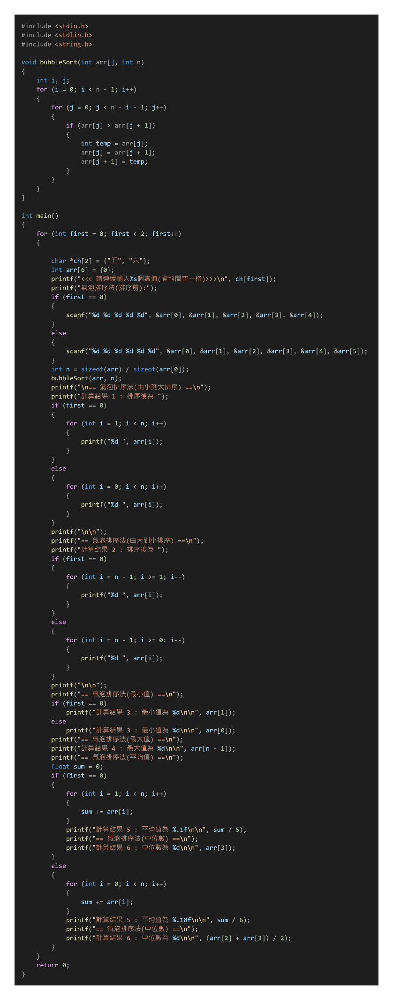 #include <stdio.h>
#include <stdlib.h>
#include <string.h>

void bubbleSort(int arr[], int n)
{
    int i, j;
    for (i = 0; i < n - 1; i++)
    {
        for (j = 0; j < n - i - 1; j++)
        {
            if (arr[j] > arr[j + 1])
            {
                int temp = arr[j];
                arr[j] = arr[j + 1];
                arr[j + 1] = temp;
            }
        }
    }
}

int main()
{
    for (int first = 0; first < 2; first++)
    {

        char *ch[2] = {"五", "六"};
        int arr[6] = {0};
        printf("<<< 請連續輸入%s個數值(資料間空一格)>>>\n", ch[first]);
        printf("氣泡排序法(排序前):");
        if (first == 0)
        {
            scanf("%d %d %d %d %d", &arr[0], &arr[1], &arr[2], &arr[3], &arr[4]);
        }
        else
        {
            scanf("%d %d %d %d %d %d", &arr[0], &arr[1], &arr[2], &arr[3], &arr[4], &arr[5]);
        }
        int n = sizeof(arr) / sizeof(arr[0]);
        bubbleSort(arr, n);
        printf("\n== 氣泡排序法(由小到大排序) ==\n");
        printf("計算結果 1 : 排序後為 ");
        if (first == 0)
        {
            for (int i = 1; i < n; i++)
            {
                printf("%d ", arr[i]);
            }
        }
        else
        {
            for (int i = 0; i < n; i++)
            {
                printf("%d ", arr[i]);
            }
        }
        printf("\n\n");
        printf("== 氣泡排序法(由大到小排序) ==\n");
        printf("計算結果 2 : 排序後為 ");
        if (first == 0)
        {
            for (int i = n - 1; i >= 1; i--)
            {
                printf("%d ", arr[i]);
            }
        }
        else
        {
            for (int i = n - 1; i >= 0; i--)
            {
                printf("%d ", arr[i]);
            }
        }
        printf("\n\n");
        printf("== 氣泡排序法(最小值) ==\n");
        if (first == 0)
            printf("計算結果 3 : 最小值為 %d\n\n", arr[1]);
        else
            printf("計算結果 3 : 最小值為 %d\n\n", arr[0]);
        printf("== 氣泡排序法(最大值) ==\n");
        printf("計算結果 4 : 最大值為 %d\n\n", arr[n - 1]);
        printf("== 氣泡排序法(平均值) ==\n");
        float sum = 0;
        if (first == 0)
        {
            for (int i = 1; i < n; i++)
            {
                sum += arr[i];
            }
            printf("計算結果 5 : 平均值為 %.1f\n\n", sum / 5);
            printf("== 氣泡排序法(中位數) ==\n");
            printf("計算結果 6 : 中位數為 %d\n\n", arr[3]);
        }
        else
        {
            for (int i = 0; i < n; i++)
            {
                sum += arr[i];
            }
            printf("計算結果 5 : 平均值為 %.10f\n\n", sum / 6);
            printf("== 氣泡排序法(中位數) ==\n");
            printf("計算結果 6 : 中位數為 %d\n\n", (arr[2] + arr[3]) / 2);
        }
    }
    return 0;
}